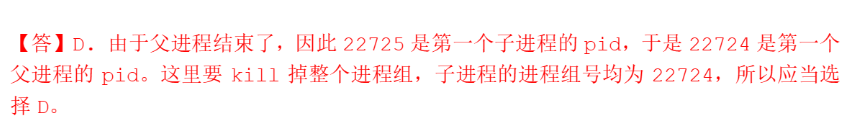 【答】D. 由于父进程结束了，因此 22725 是第一个子进程的 pid，于是 22724 是第一个
父进程的 pid。这里要 kill 掉整个进程组，子进程的进程组号均为 22724，所以应当选
择 D。